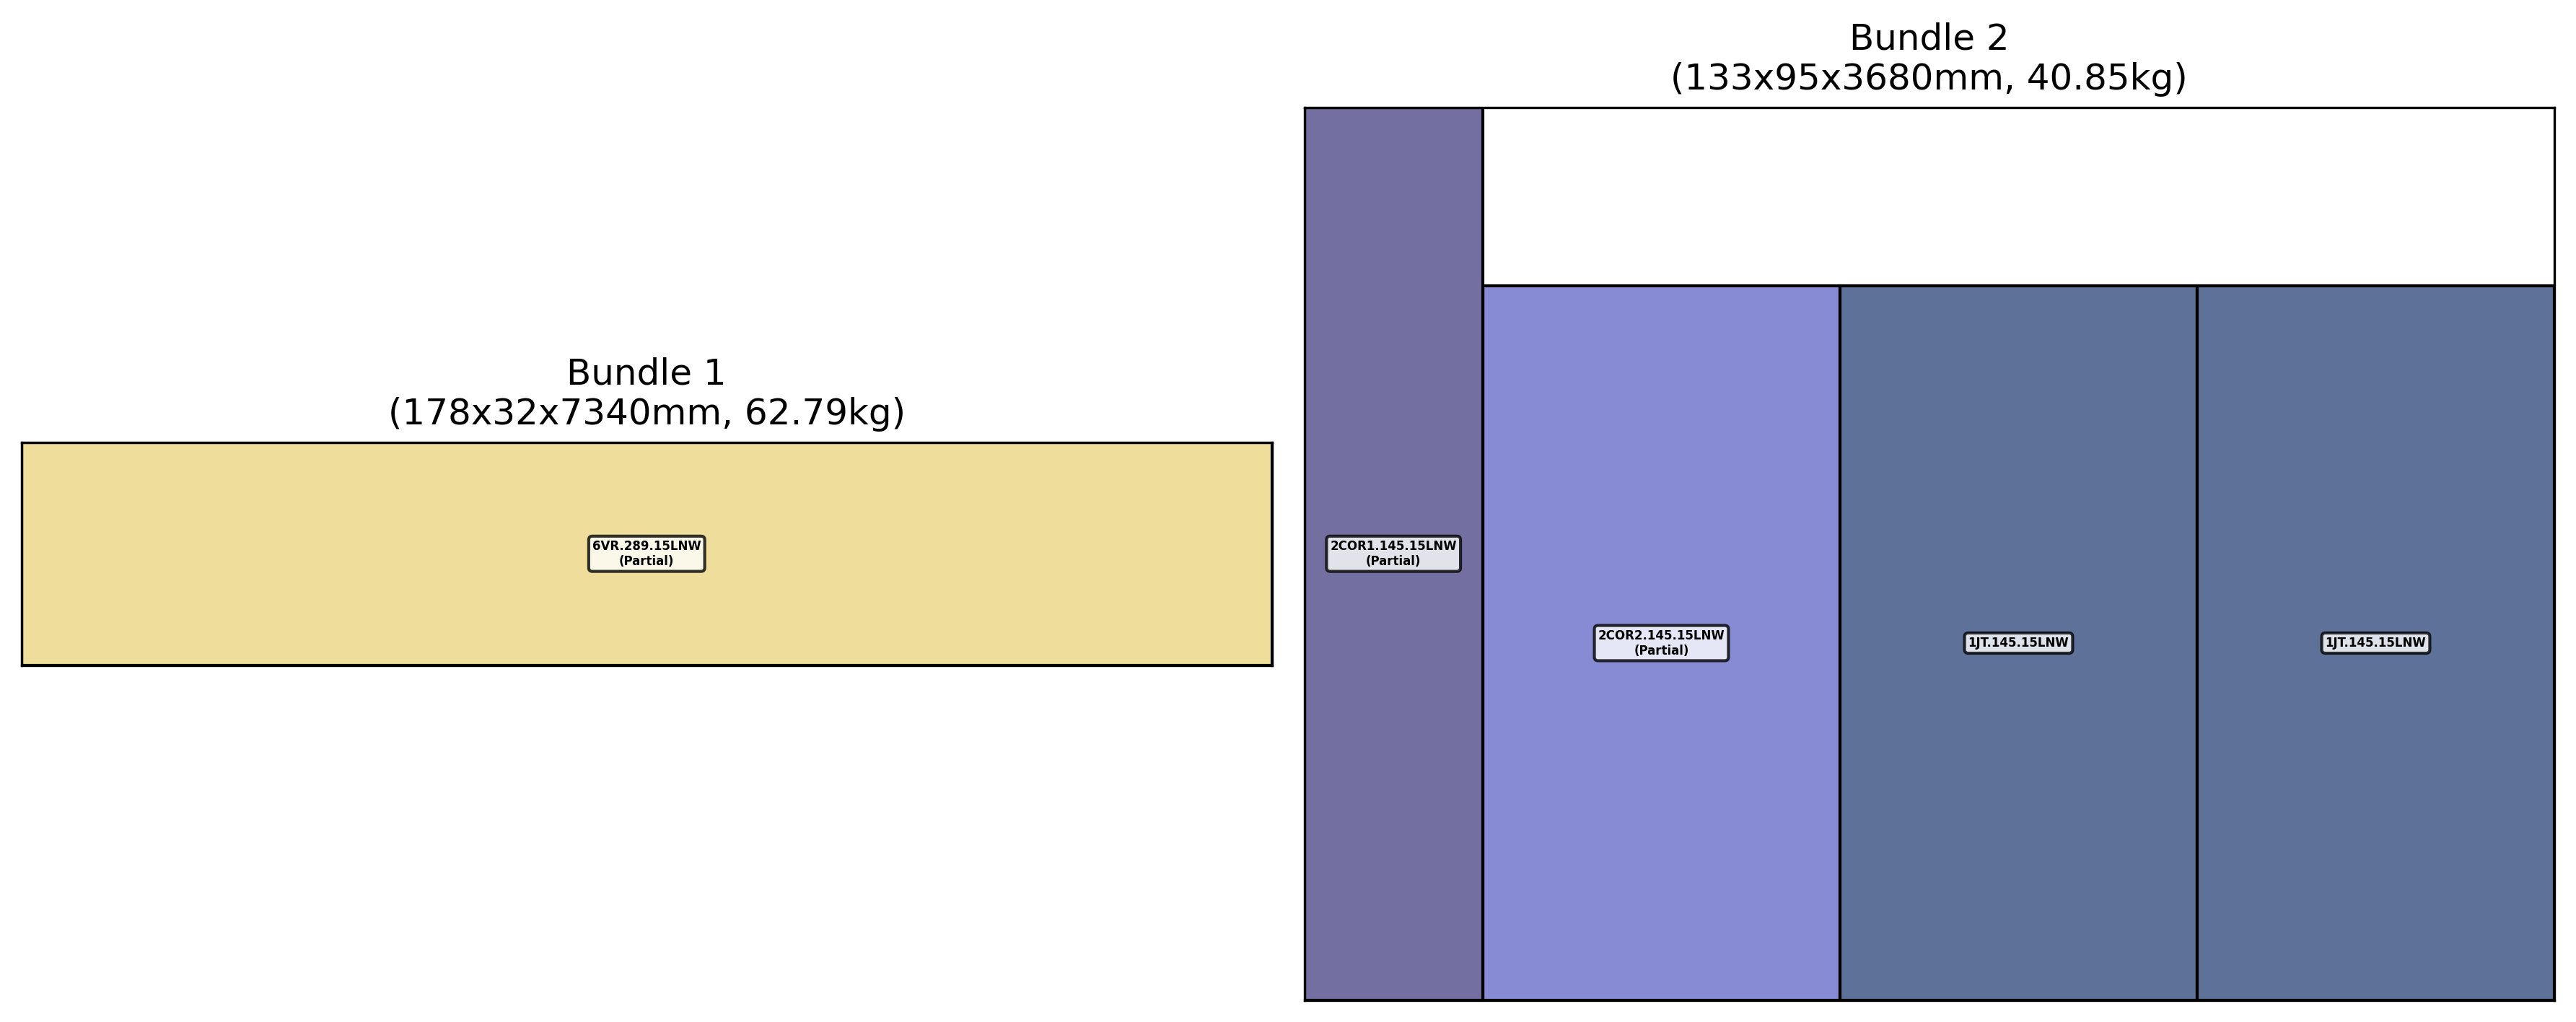 Bundle 1
(178x32x7340mm, 62.79kg)
6VR.289.15LNW
(Partial)
Bundle 2
(133x95x3680mm, 40.85kg)
2COR1.145.15LNW
(Partial)
2COR2.145.15LNW
(Partial)
1JT.145.15LNW
1JT.145.15LNW